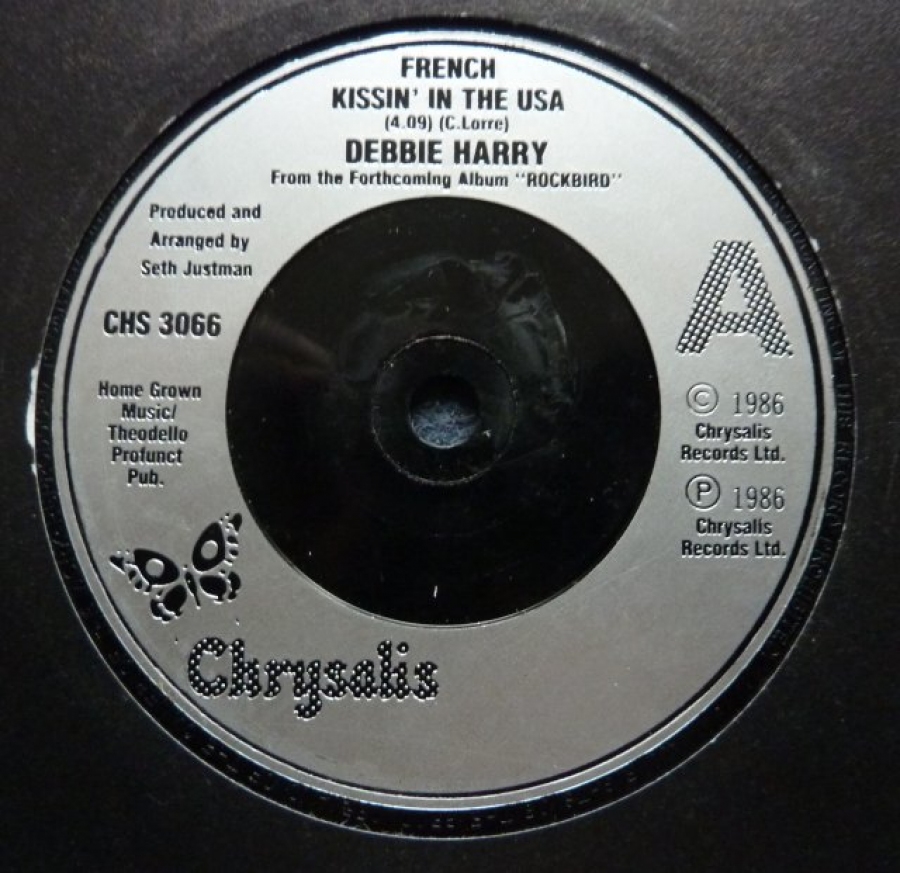 FRENCH
KISSIN' IN THE USA
(4.09) (C.Lorre)
DEBBIE HARRY
From the Forthcoming Album "ROCKBIRD"
Produced and
Arranged by
Seth Justman
CHS 3066
Home Grown
Music/
Theodello
Profunct
Pub.
A
© 1986
Chrysalis
Records Ltd.
Ⓟ 1986
Chrysalis
Records Ltd.
Chrysalis